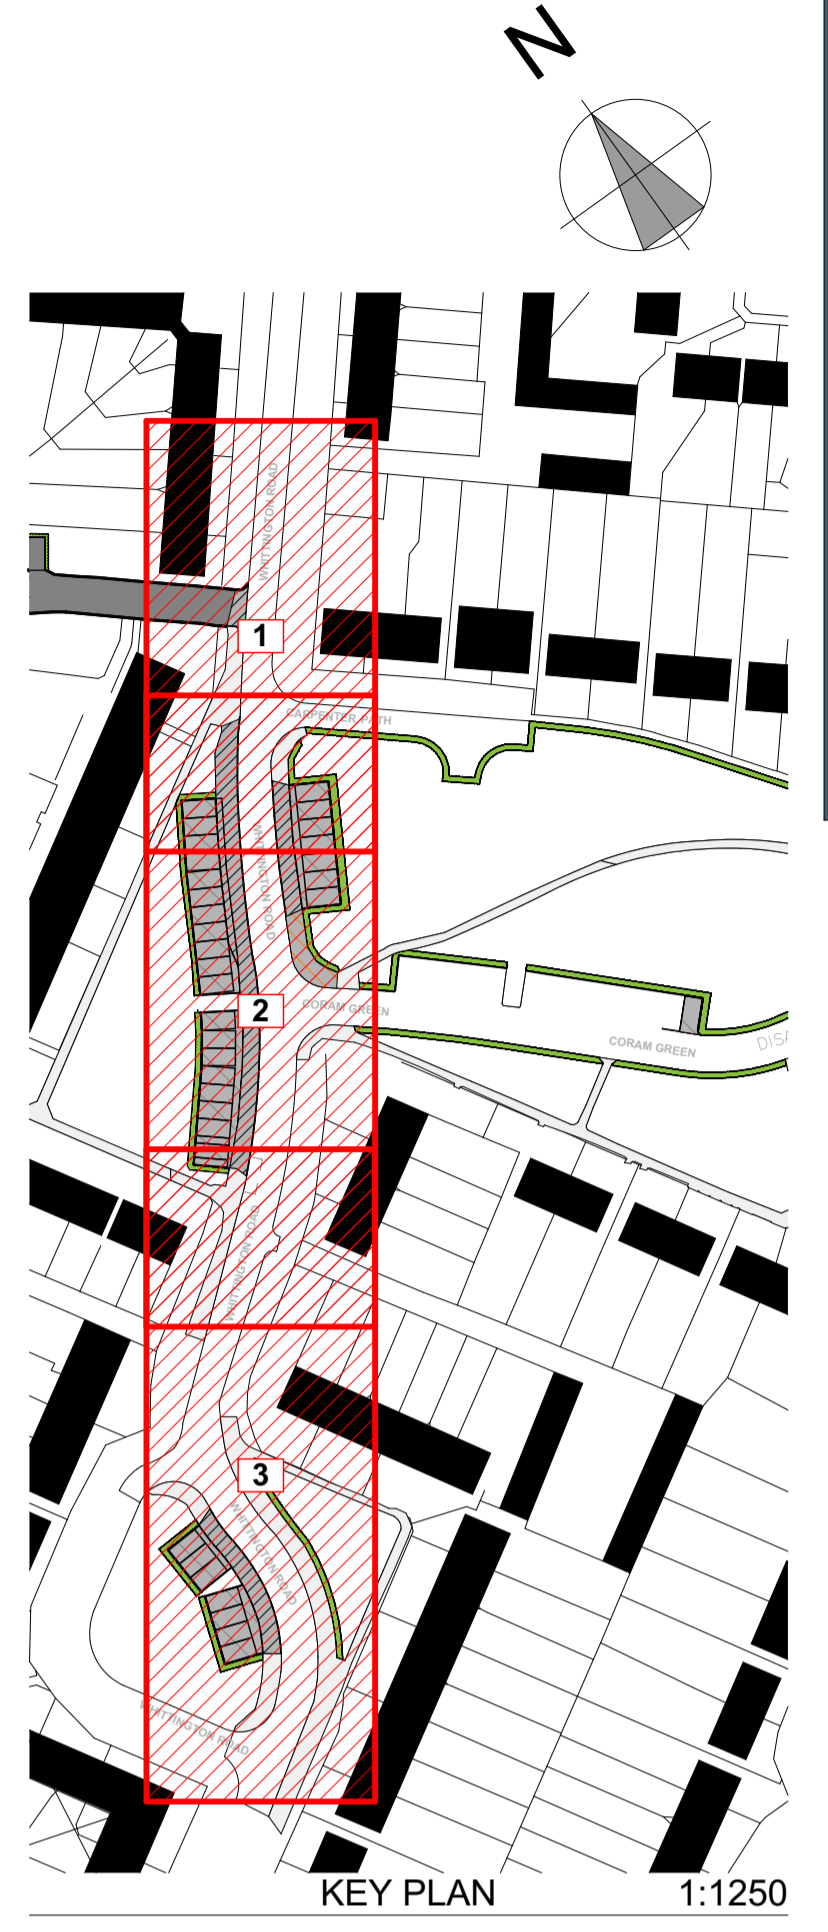 N
WHITTINGTON ROAD
1
CARPENTER PATH
WHITTINGTON ROAD
2
CORAM GREEN
CORAM GREEN
DISA
WHITTINGTON ROAD
3
WHITTINGTON ROAD
WHITTINGTON ROAD
KEY PLAN
1:1250